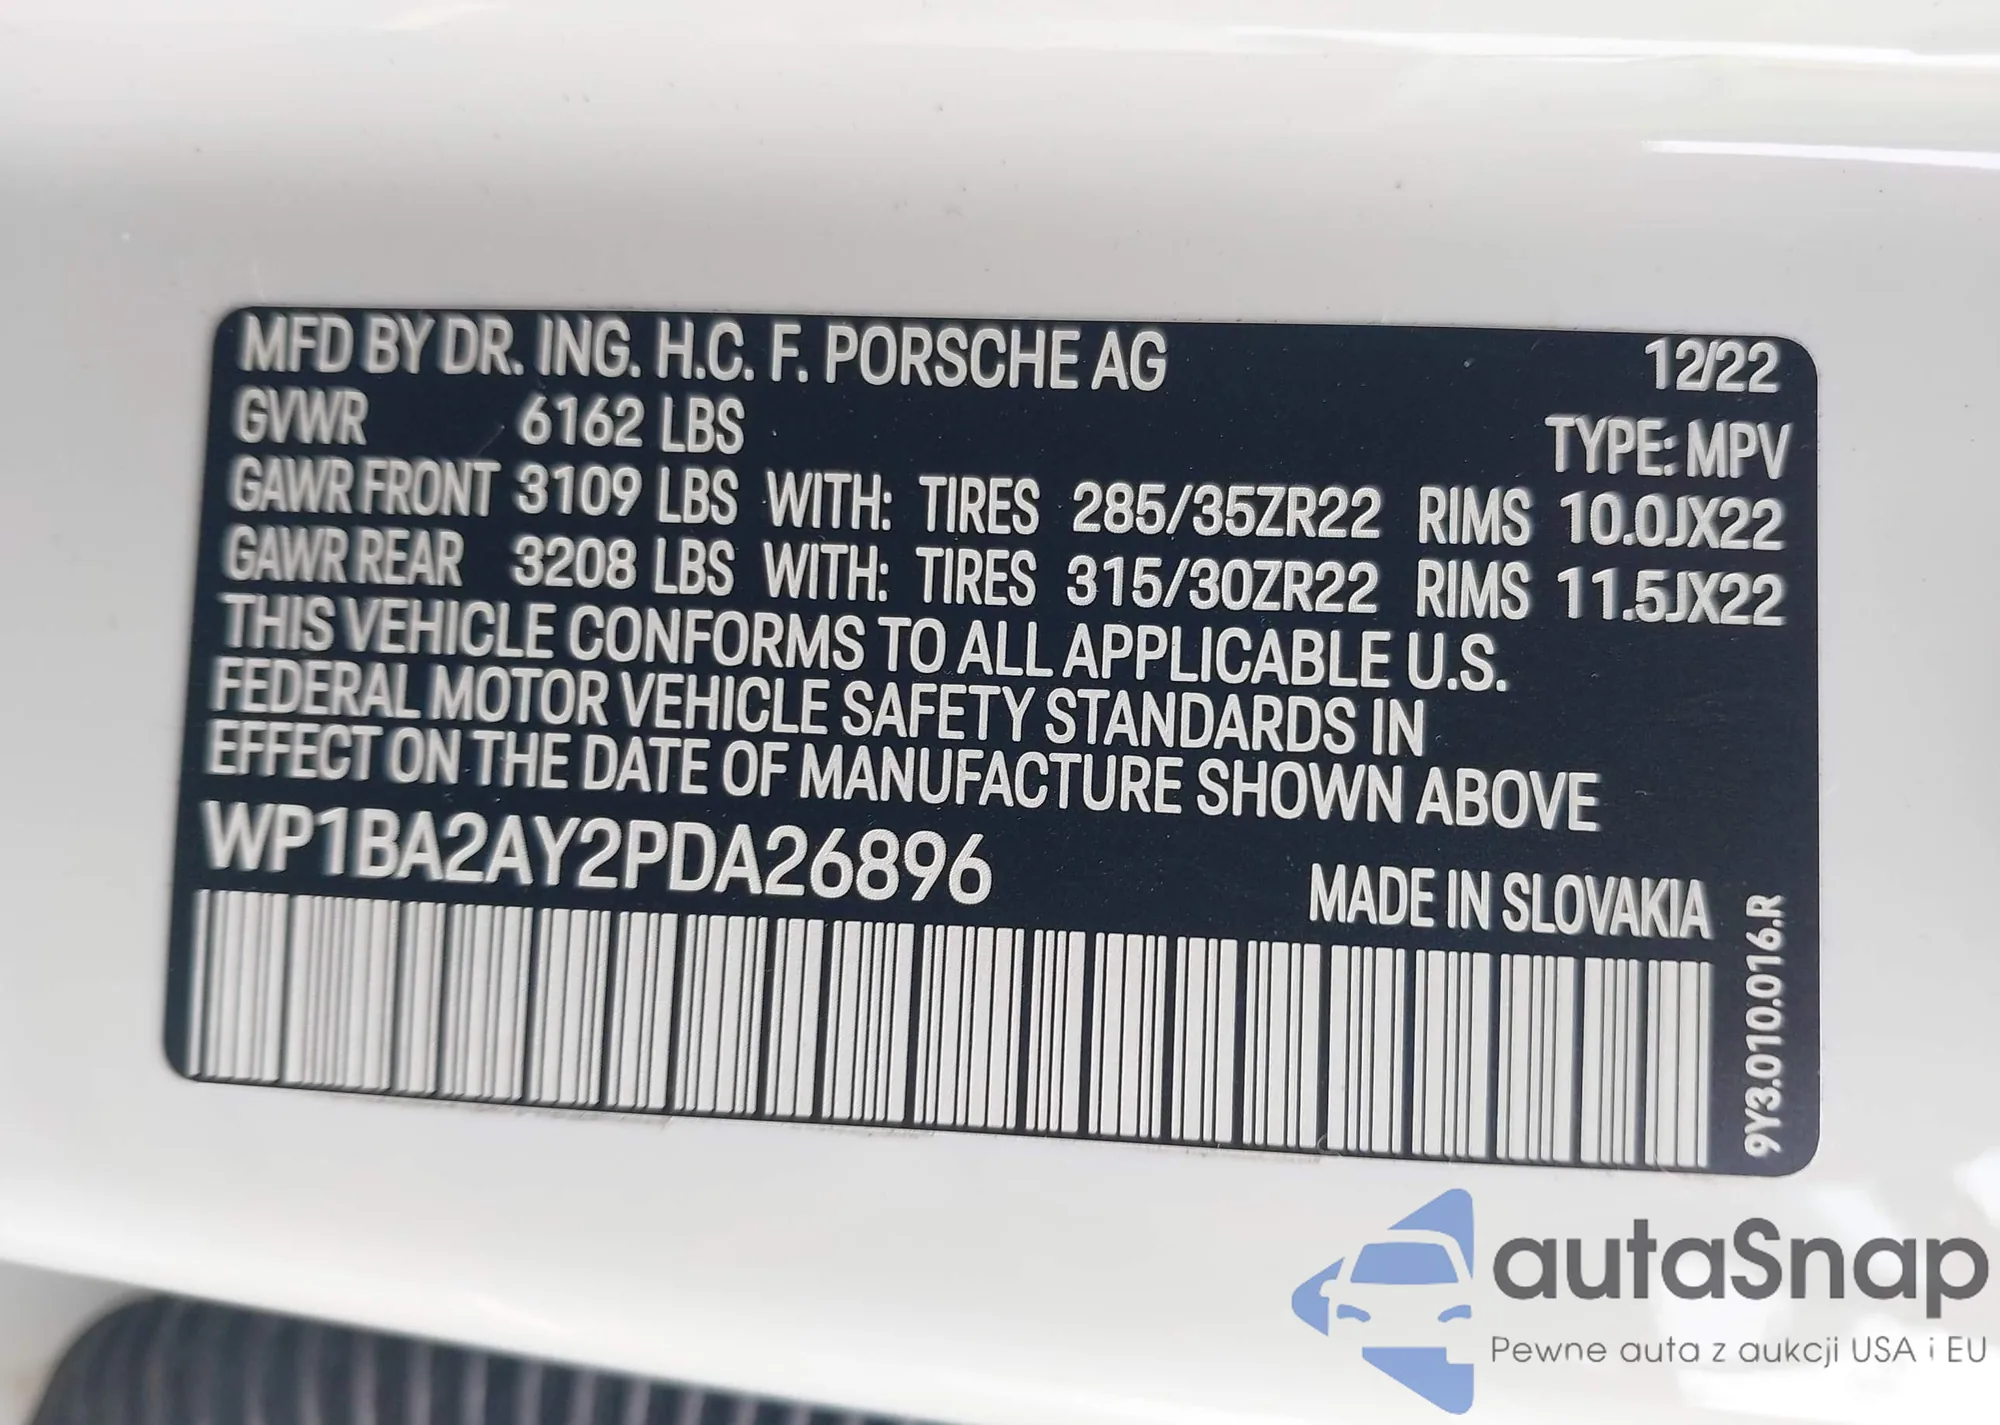 MFD BY DR. ING. H.C. F. PORSCHE AG 12/22
GVWR 6162 LBS TYPE: MPV
GAWR FRONT 3109 LBS WITH: TIRES 285/35ZR22 RIMS 10.0JX22
GAWR REAR 3208 LBS WITH: TIRES 315/30ZR22 RIMS 11.5JX22
THIS VEHICLE CONFORMS TO ALL APPLICABLE U.S.
FEDERAL MOTOR VEHICLE SAFETY STANDARDS IN
EFFECT ON THE DATE OF MANUFACTURE SHOWN ABOVE
WP1BA2AY2PDA26896
MADE IN SLOVAKIA
9Y3.010.016.R
autaSnap
Pewne auta z aukcji USA i EU